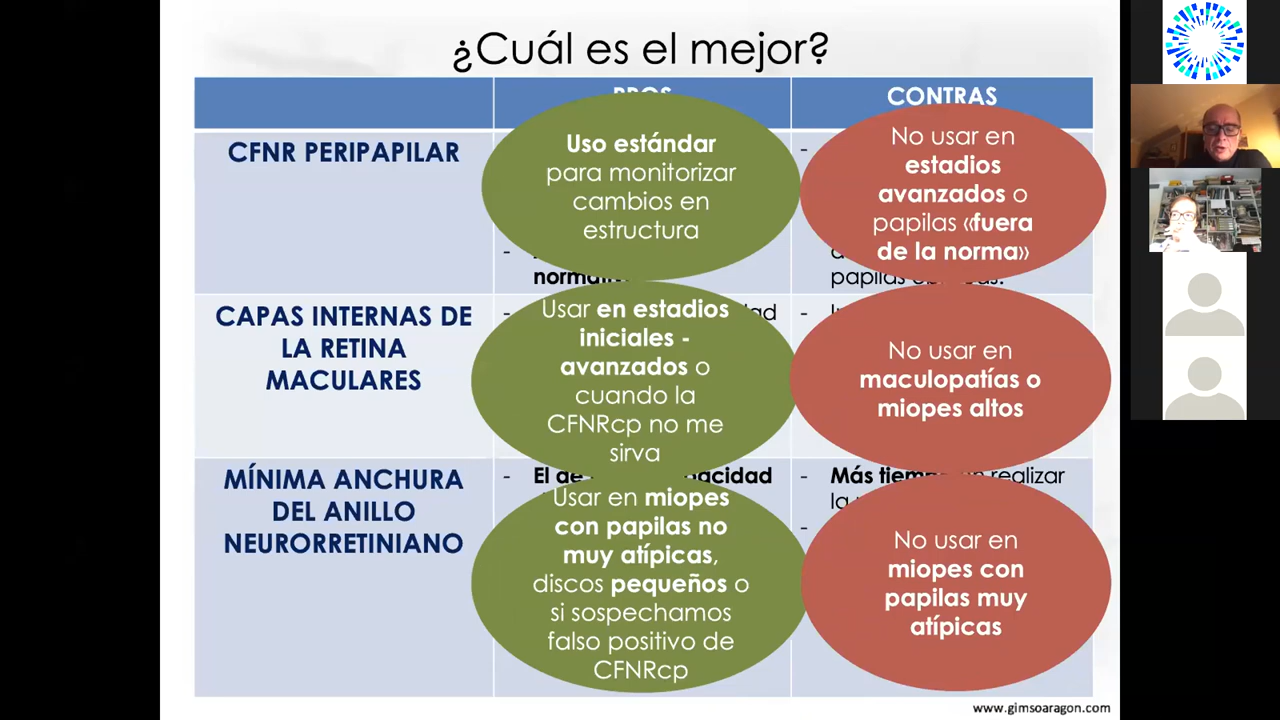 ¿Cuál es el mejor?
CONTRAS
CFNR PERIPAPILAR
Uso estándar
para monitorizar
cambios en
estructura
-
No usar en
estadios
avanzados o
papilas «fuera
de la norma»
-
papilas
CAPAS INTERNAS DE
LA RETINA
MACULARES
-
Usar en estadios
iniciales -
avanzados o
cuando la
CFNRcp no me
sirva
-
No usar en
maculopatías o
miopes altos
MÍNIMA ANCHURA
DEL ANILLO
NEURORRETINIANO
- El
Usar en miopes
con papilas no
muy atípicas,
discos pequeños o
si sospechamos
falso positivo de
CFNRcp
- Más realizar
-
No usar en
miopes con
papilas muy
atípicas
www.gimsoaragon.com